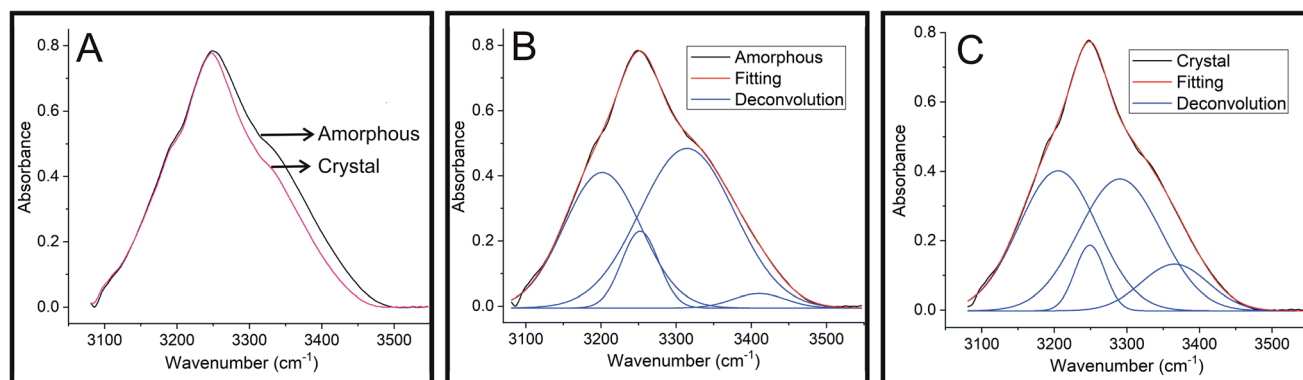 A
Absorbance
0.8
0.6
0.4
0.2
0.0
Amorphous
Crystal
3100 3200 3300 3400 3500
Wavenumber (cm⁻¹)
B
Absorbance
0.8
0.6
0.4
0.2
0.0
Amorphous
Fitting
Deconvolution
3100 3200 3300 3400 3500
Wavenumber (cm⁻¹)
C
Absorbance
0.8
0.6
0.4
0.2
0.0
Crystal
Fitting
Deconvolution
3100 3200 3300 3400 3500
Wavenumber (cm⁻¹)